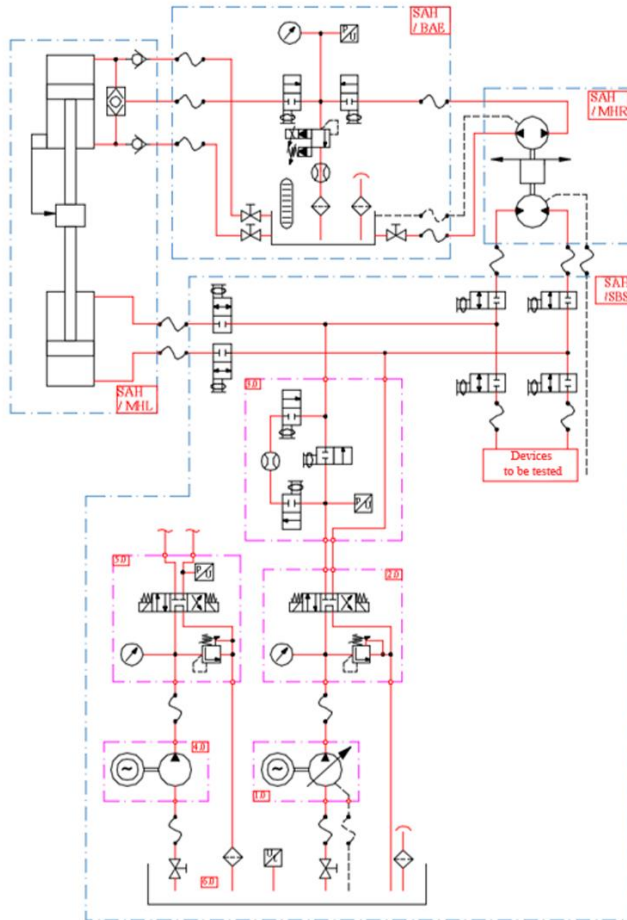 SAH
/ BAE
P
U
SAH
/ MHR
SAH
/SBS
SAH
/ MHL
3.0
P
U
Devices
to be tested
5.0
P
U
2.0
4.0
1.0
6.0